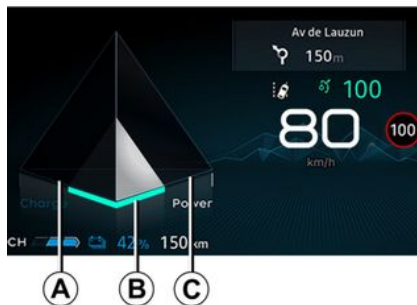 Av de Lauzun
150m
100
80
100
km/h
Charge
Power
CH
42%
150 km
A
B
C